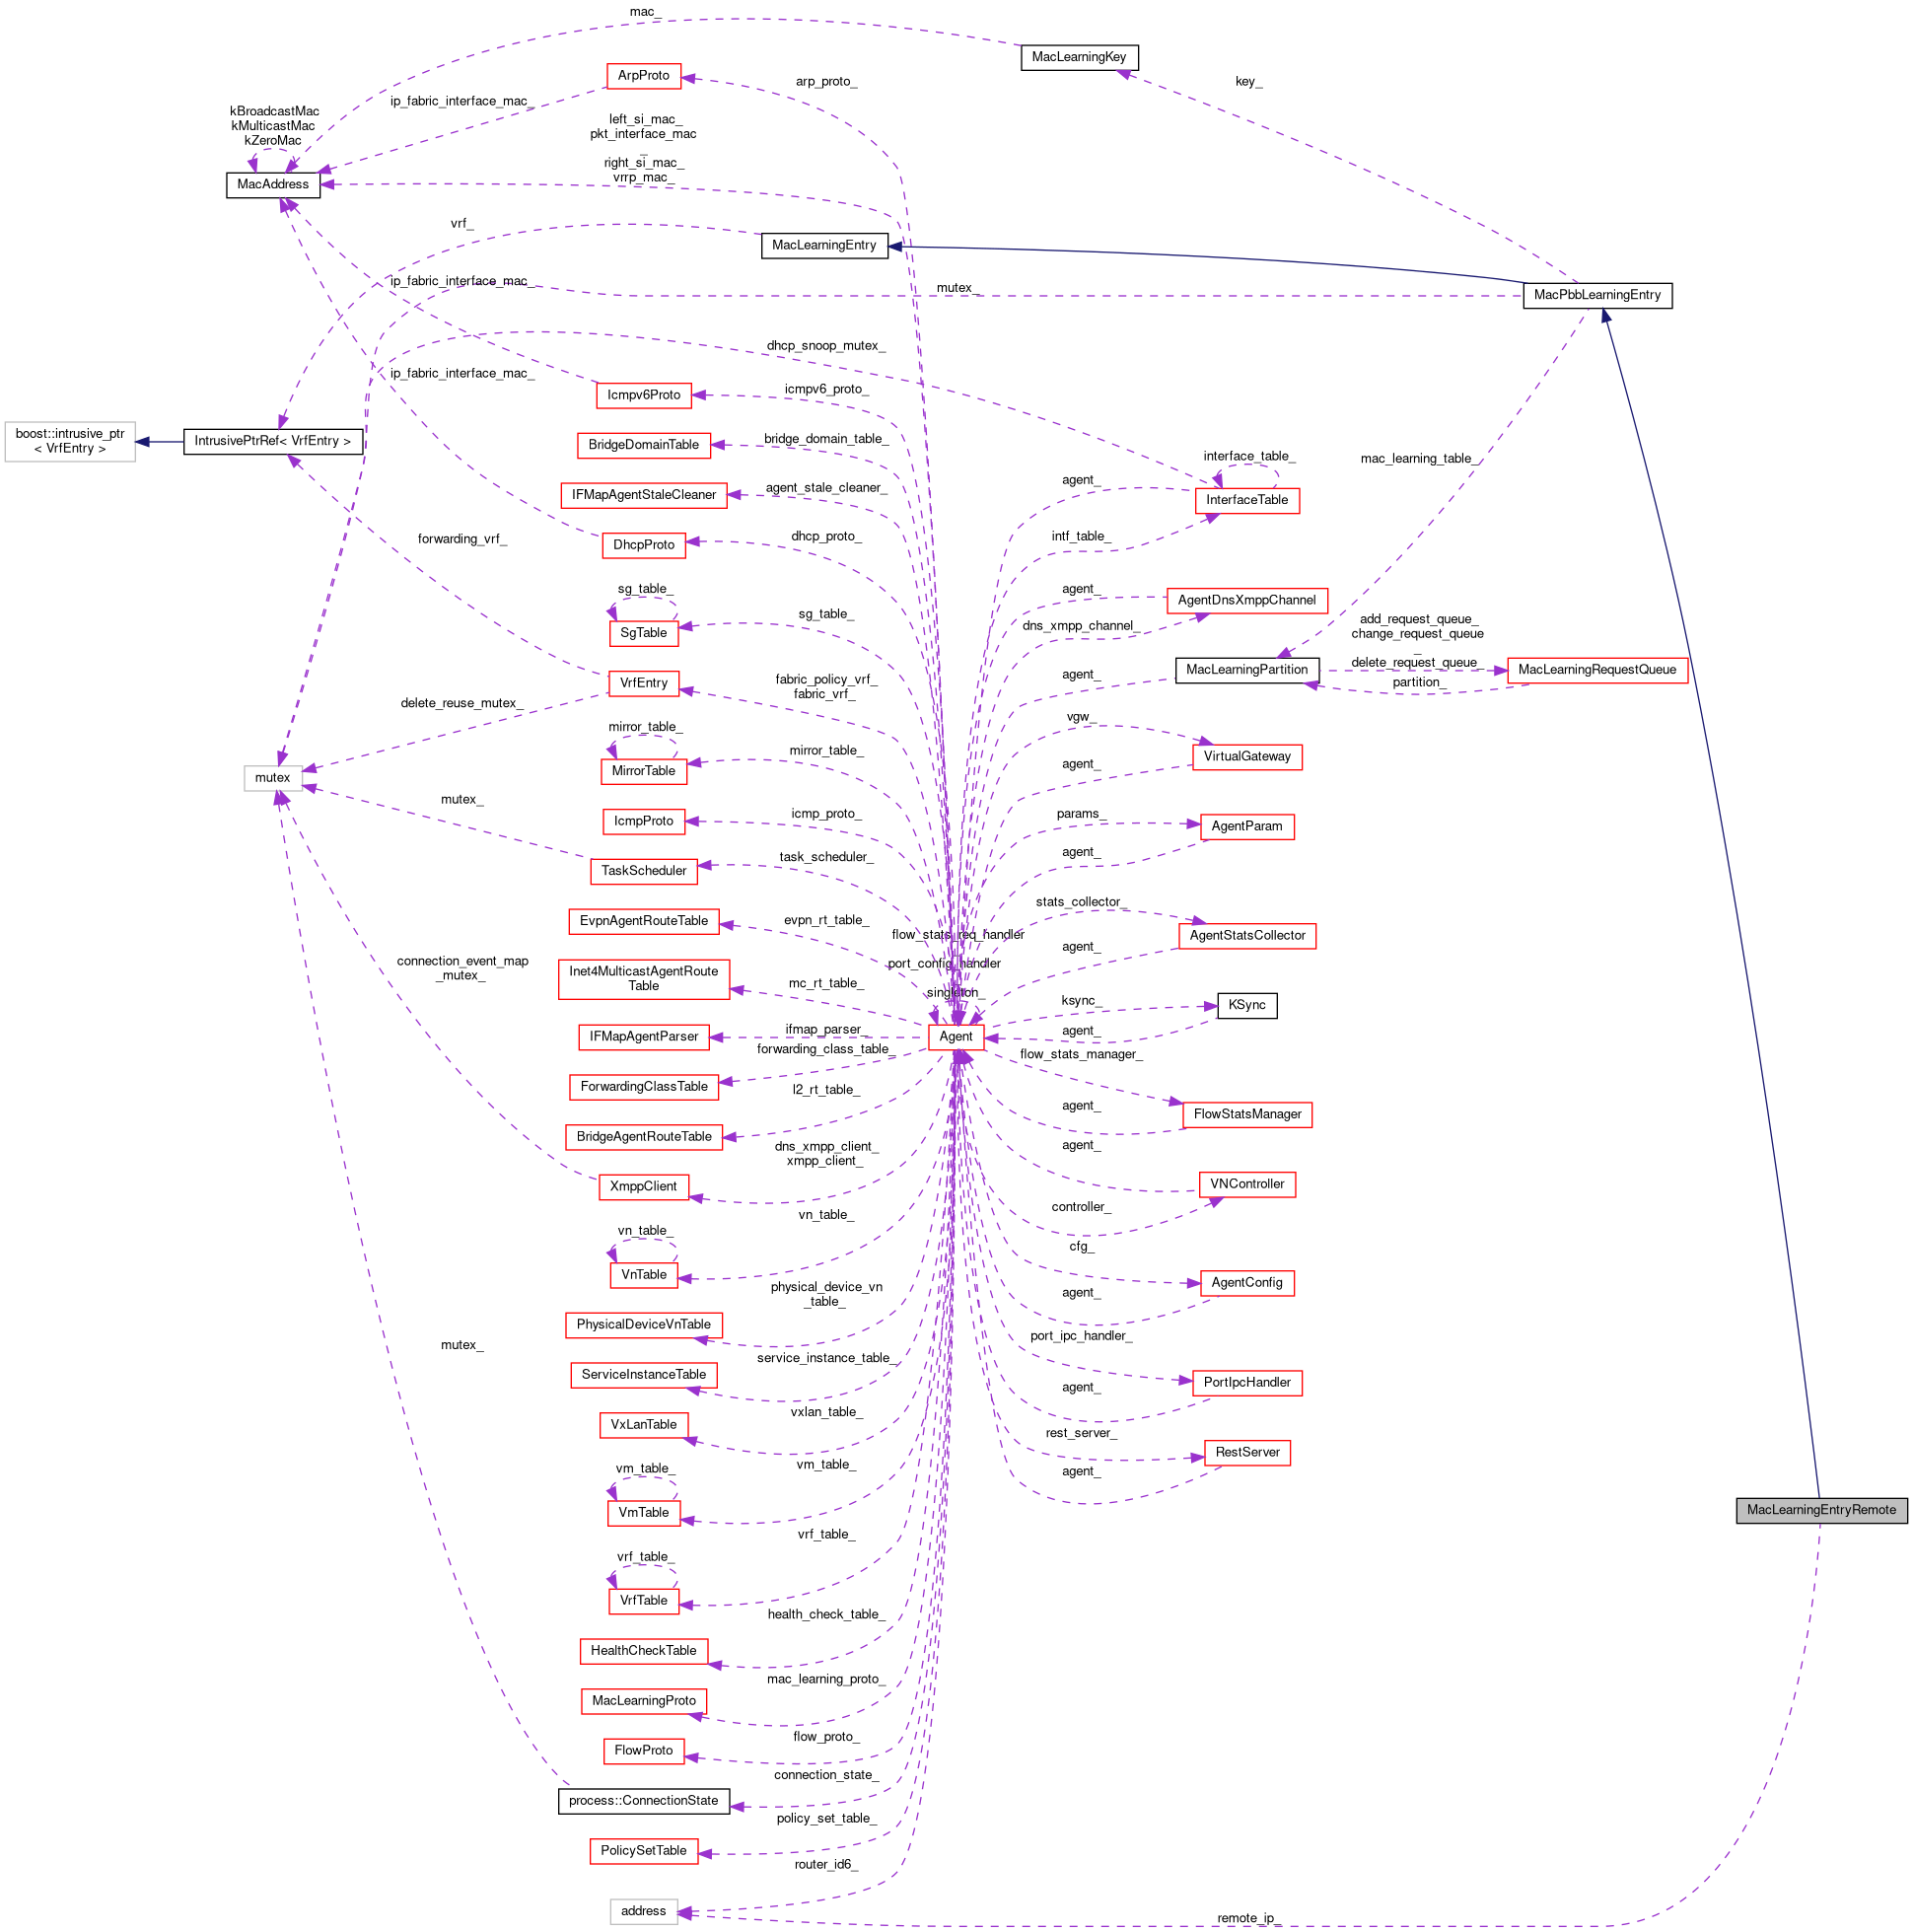 mac_
MacLearningKey
ArpProto
arp_proto_
key_
ip_fabric_interface_mac_
kBroadcastMac
kMulticastMac
kZeroMac
left_si_mac_
pkt_interface_mac
_
right_si_mac_
vrrp_mac_
MacAddress
vrf_
MacLearningEntry
ip_fabric_interface_mac_
mutex_
MacPbbLearningEntry
dhcp_snoop_mutex_
ip_fabric_interface_mac_
Icmpv6Proto
icmpv6_proto_
boost::intrusive_ptr
< VrfEntry >
IntrusivePtrRef< VrfEntry >
BridgeDomainTable
bridge_domain_table_
interface_table_
mac_learning_table_
IFMapAgentStaleCleaner
agent_stale_cleaner_
agent_
InterfaceTable
forwarding_vrf_
DhcpProto
dhcp_proto_
intf_table_
sg_table_
SgTable
sg_table_
agent_
AgentDnsXmppChannel
dns_xmpp_channel_
add_request_queue_
change_request_queue
_
delete_request_queue_
VrfEntry
fabric_policy_vrf_
fabric_vrf_
agent_
MacLearningPartition
MacLearningRequestQueue
partition_
delete_reuse_mutex_
mirror_table_
MirrorTable
mirror_table_
vgw_
VirtualGateway
agent_
mutex
mutex_
IcmpProto
icmp_proto_
params_
AgentParam
agent_
TaskScheduler
task_scheduler_
EvpnAgentRouteTable
evpn_rt_table_
stats_collector_
AgentStatsCollector
agent_
flow_stats_req_handler
port_config_handler
singleton_
connection_event_map
_mutex_
Inet4MulticastAgentRoute
Table
mc_rt_table_
ksync_
KSync
agent_
IFMapAgentParser
ifmap_parser_
Agent
forwarding_class_table_
flow_stats_manager_
ForwardingClassTable
l2_rt_table_
agent_
FlowStatsManager
BridgeAgentRouteTable
dns_xmpp_client_
xmpp_client_
agent_
XmppClient
VNController
vn_table_
controller_
vn_table_
VnTable
cfg_
AgentConfig
agent_
physical_device_vn
_table_
PhysicalDeviceVnTable
port_ipc_handler_
mutex_
service_instance_table_
ServiceInstanceTable
PortIpcHandler
agent_
vxlan_table_
VxLanTable
rest_server_
RestServer
agent_
vm_table_
vm_table_
VmTable
MacLearningEntryRemote
vrf_table_
vrf_table_
VrfTable
health_check_table_
HealthCheckTable
mac_learning_proto_
MacLearningProto
flow_proto_
FlowProto
connection_state_
process::ConnectionState
policy_set_table_
PolicySetTable
router_id6_
address
remote_ip_